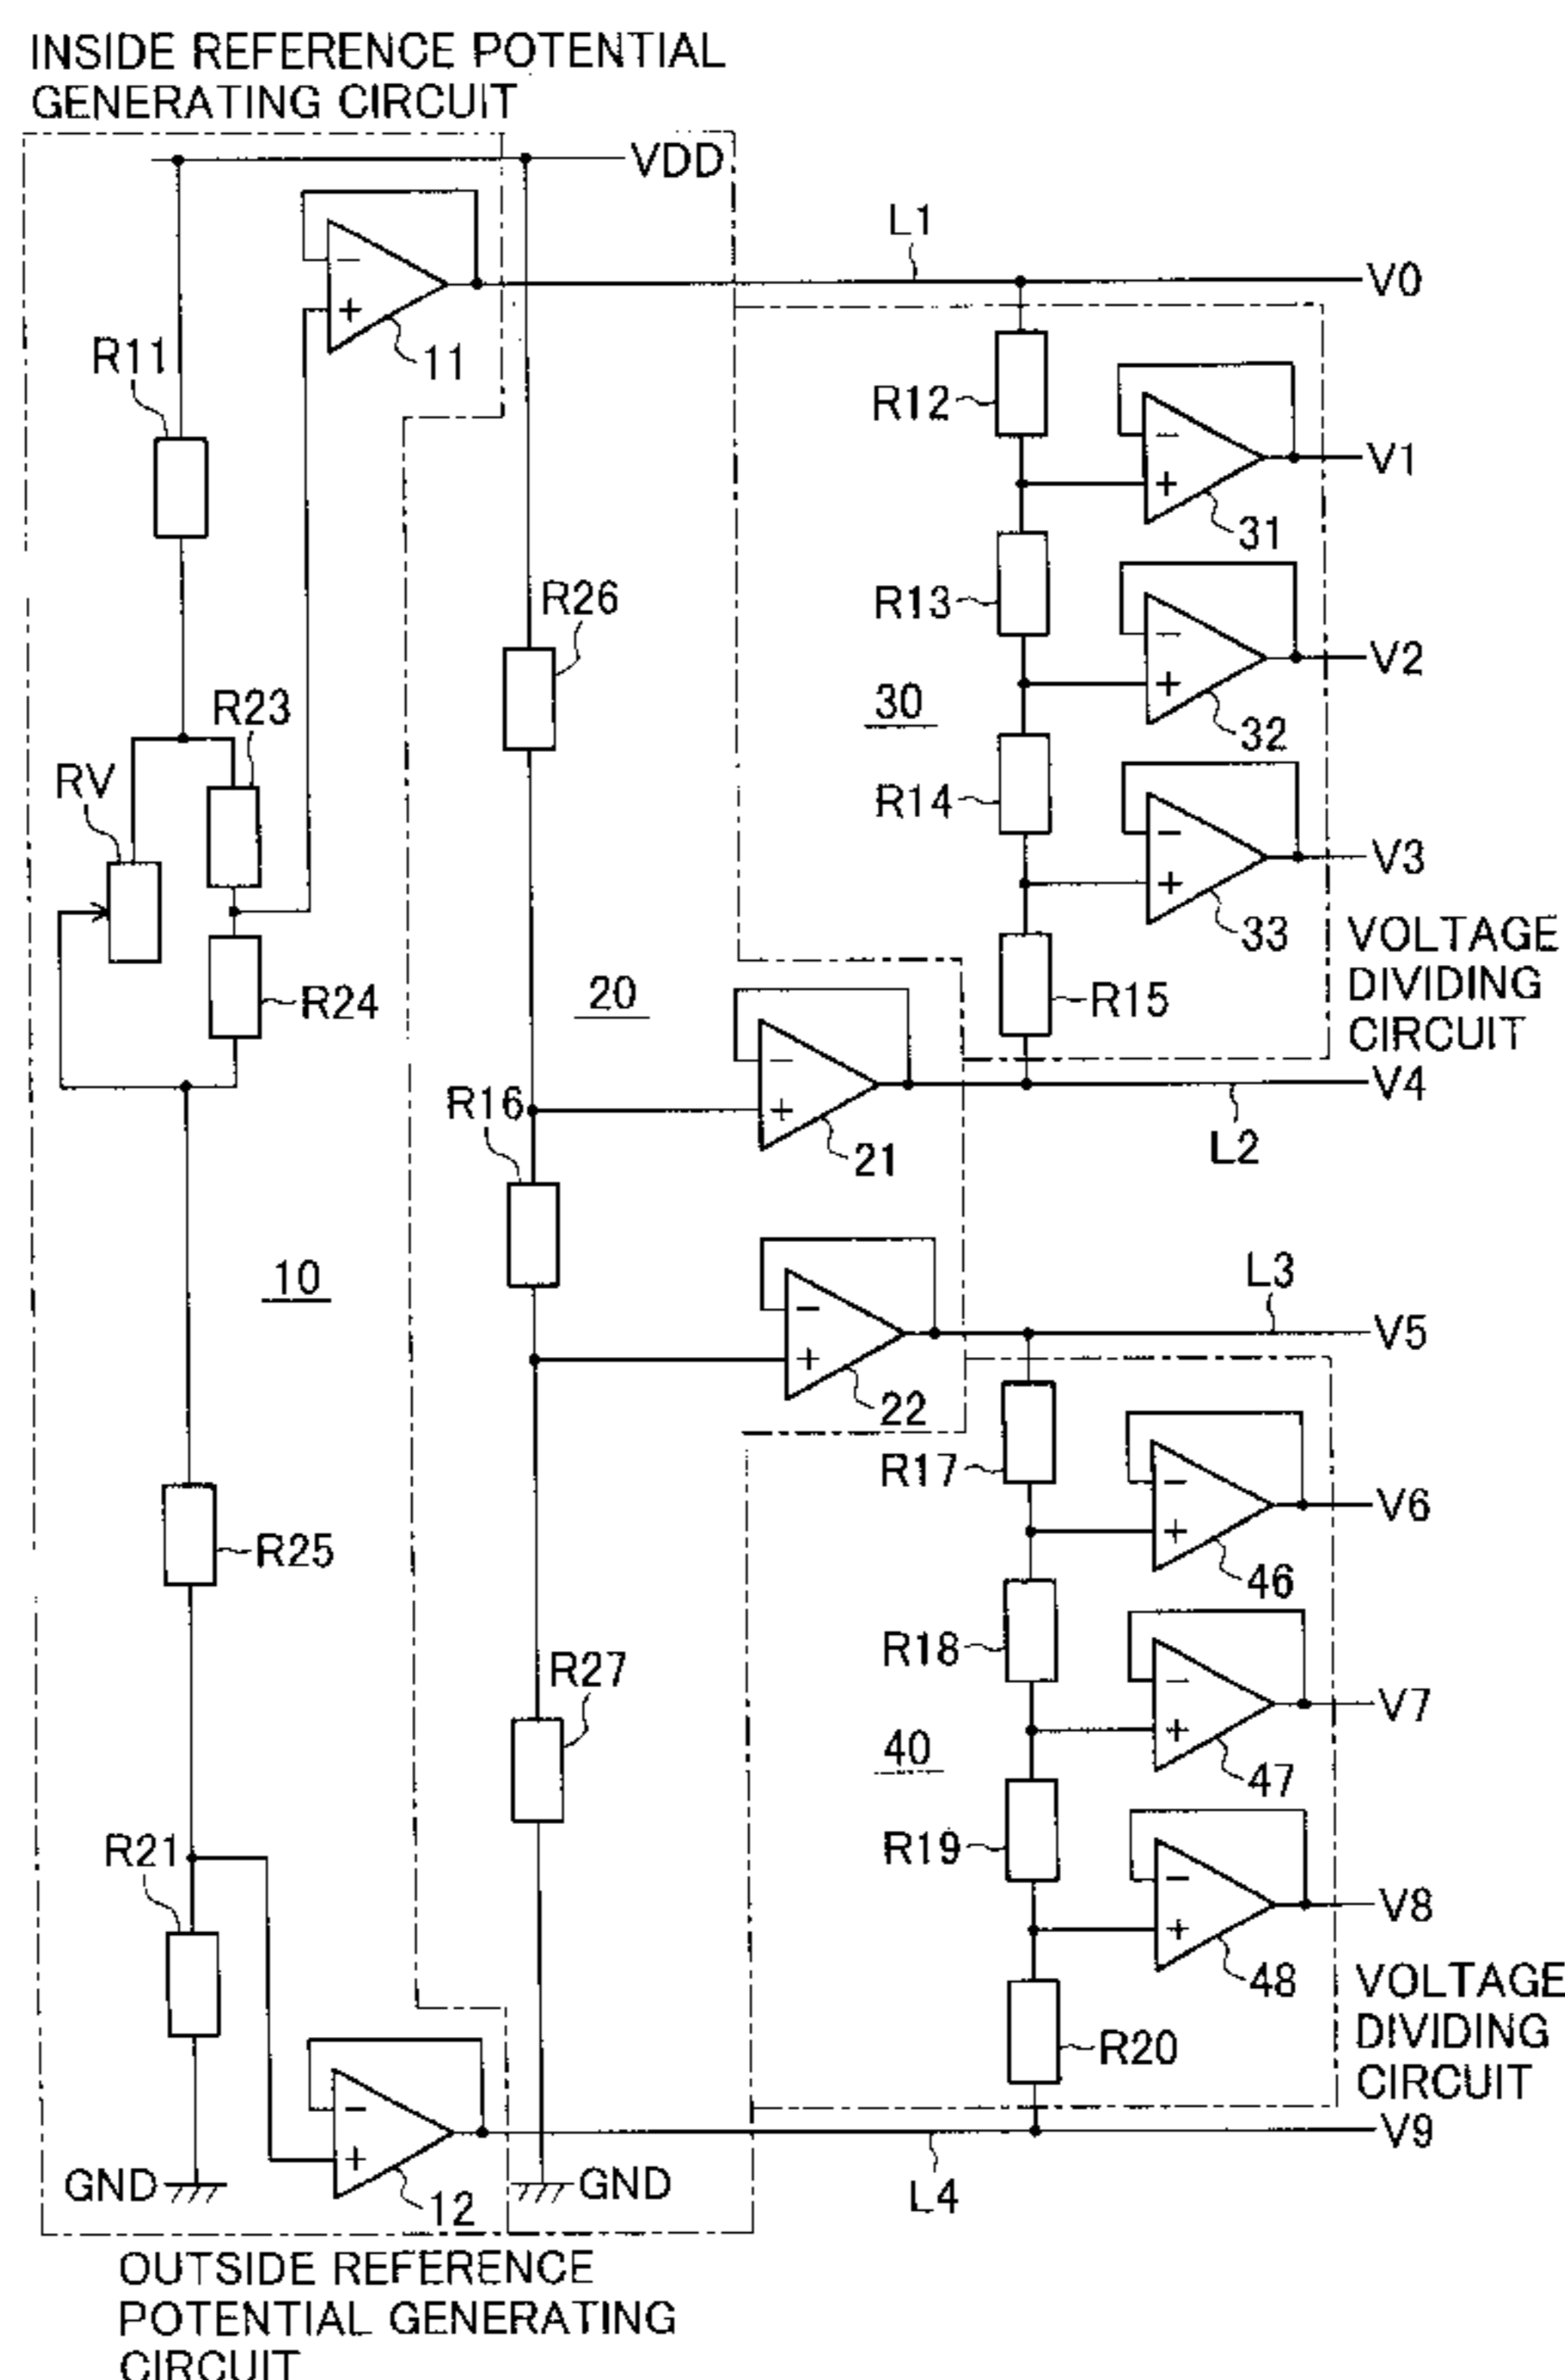 INSIDE REFERENCE POTENTIAL
GENERATING CIRCUIT
VDD
L1
V0
R11
11
R12
V1
31
R26
R13
V2
R23
30
32
RV
R14
V3
33
VOLTAGE
DIVIDING
CIRCUIT
20
R24
R15
V4
R16
21
L2
10
L3
V5
22
R17
V6
R25
46
R18
R27
V7
40
47
R21
R19
V8
48
VOLTAGE
DIVIDING
CIRCUIT
R20
V9
GND
12
GND
L4
OUTSIDE REFERENCE
POTENTIAL GENERATING
CIRCUIT